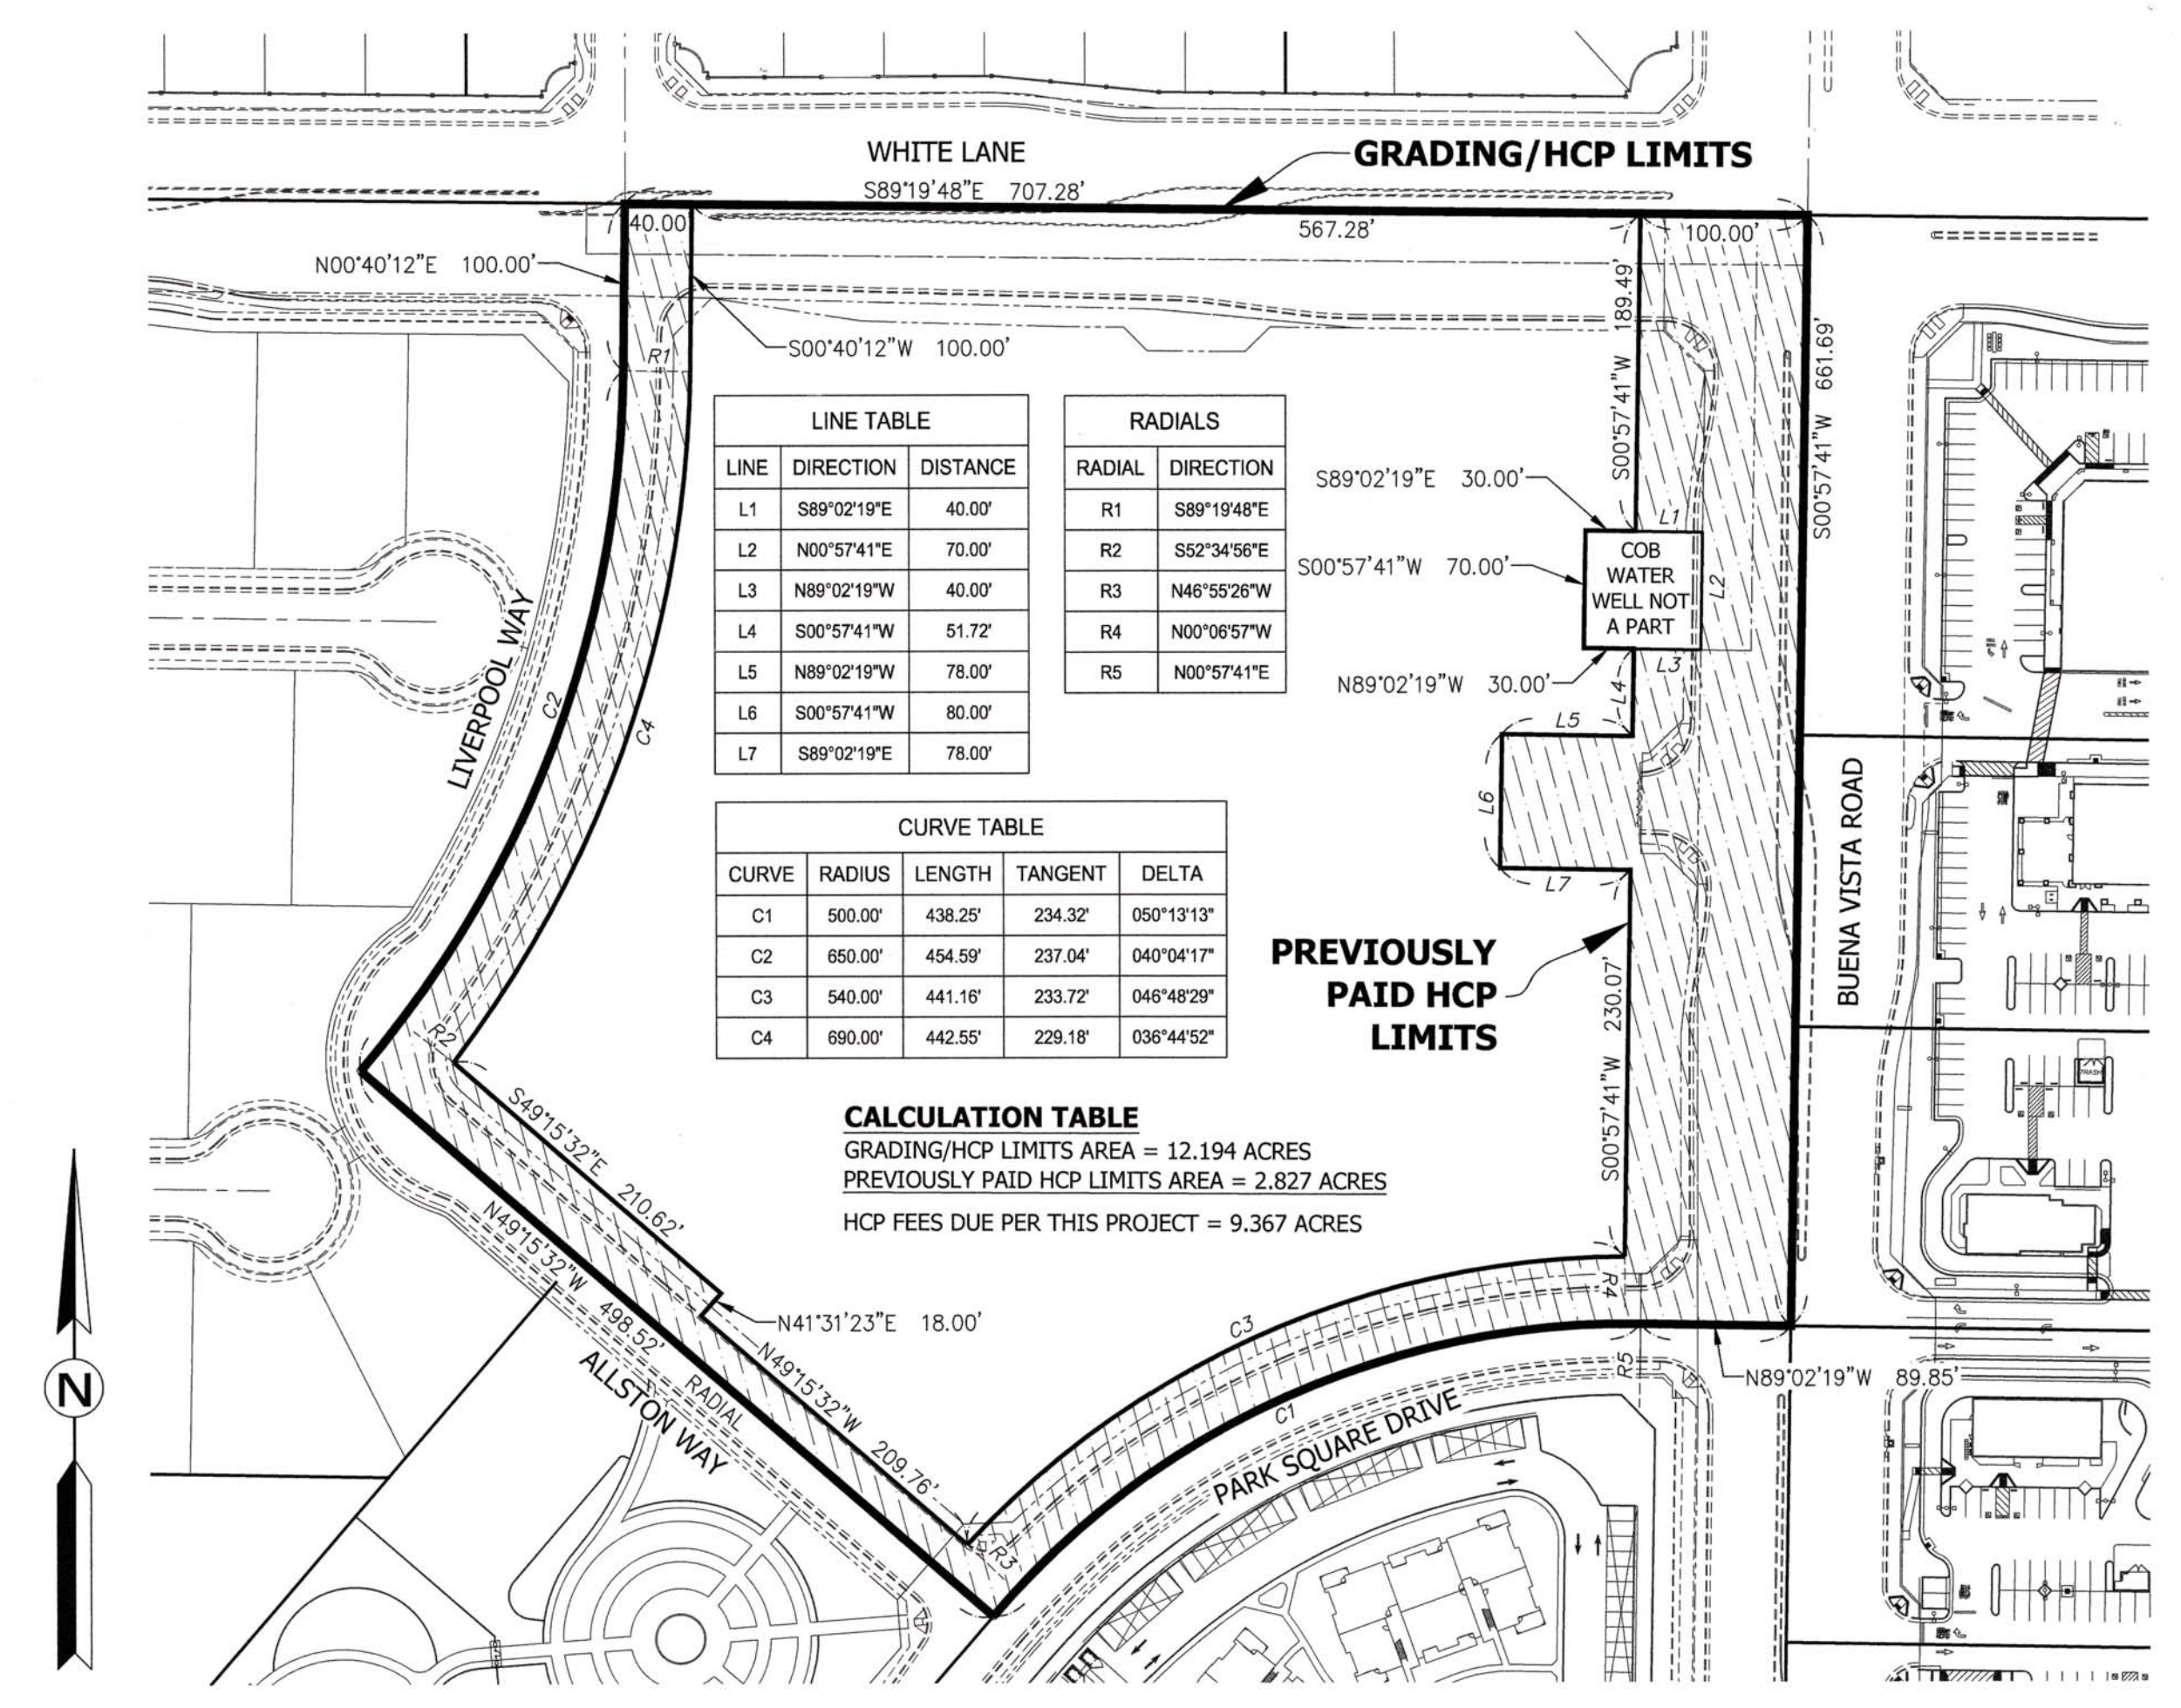 WHITE LANE
GRADING/HCP LIMITS
S89°19'48"E 707.28'
40.00'
567.28'
100.00'
N00°40'12"E 100.00'
S00°40'12"W 100.00'
R1
S00°57'41"W 189.49'
S00°57'41"W 661.69'
LINE TABLE
LINE DIRECTION DISTANCE
L1 S89°02'19"E 40.00'
L2 N00°57'41"E 70.00'
L3 N89°02'19"W 40.00'
L4 S00°57'41"W 51.72'
L5 N89°02'19"W 78.00'
L6 S00°57'41"W 80.00'
L7 S89°02'19"E 78.00'
RADIALS
RADIAL DIRECTION
R1 S89°19'48"E
R2 S52°34'56"E
R3 N46°55'26"W
R4 N00°06'57"W
R5 N00°57'41"E
S89°02'19"E 30.00'
L1
COB
WATER
WELL NOT
A PART
L2
S00°57'41"W 70.00'
N89°02'19"W 30.00'
L3
L4
L5
L6
L7
LIVERPOOL WAY
C2
C4
BUENA VISTA ROAD
CURVE TABLE
CURVE RADIUS LENGTH TANGENT DELTA
C1 500.00' 438.25' 234.32' 050°13'13"
C2 650.00' 454.59' 237.04' 040°04'17"
C3 540.00' 441.16' 233.72' 046°48'29"
C4 690.00' 442.55' 229.18' 036°44'52"
PREVIOUSLY
PAID HCP
LIMITS
S00°57'41"W 230.07'
R2
CALCULATION TABLE
GRADING/HCP LIMITS AREA = 12.194 ACRES
PREVIOUSLY PAID HCP LIMITS AREA = 2.827 ACRES
HCP FEES DUE PER THIS PROJECT = 9.367 ACRES
S49°15'32"E 210.62'
N49°15'32"W 498.52'
RADIAL
N41°31'23"E 18.00'
N49°15'32"W 209.76'
ALLSTON WAY
R3
C3
C1
R4
R5
PARK SQUARE DRIVE
N89°02'19"W 89.85'
TRASH
N